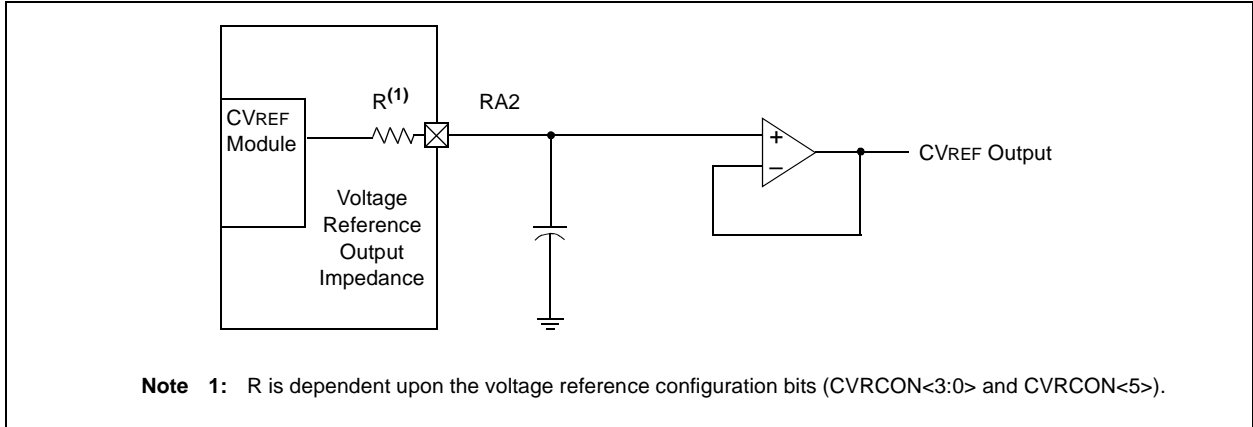 R(1)
RA2
CVREF
Module
+
–
CVREF Output
Voltage
Reference
Output
Impedance
Note 1: R is dependent upon the voltage reference configuration bits (CVRCON<3:0> and CVRCON<5>).